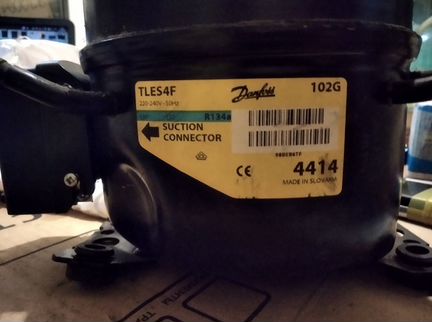 TLES4F
Danfoss
102G
220-240V~50Hz
R134a
SUCTION
CONNECTOR
CE
4414
MADE IN SLOVAKIA